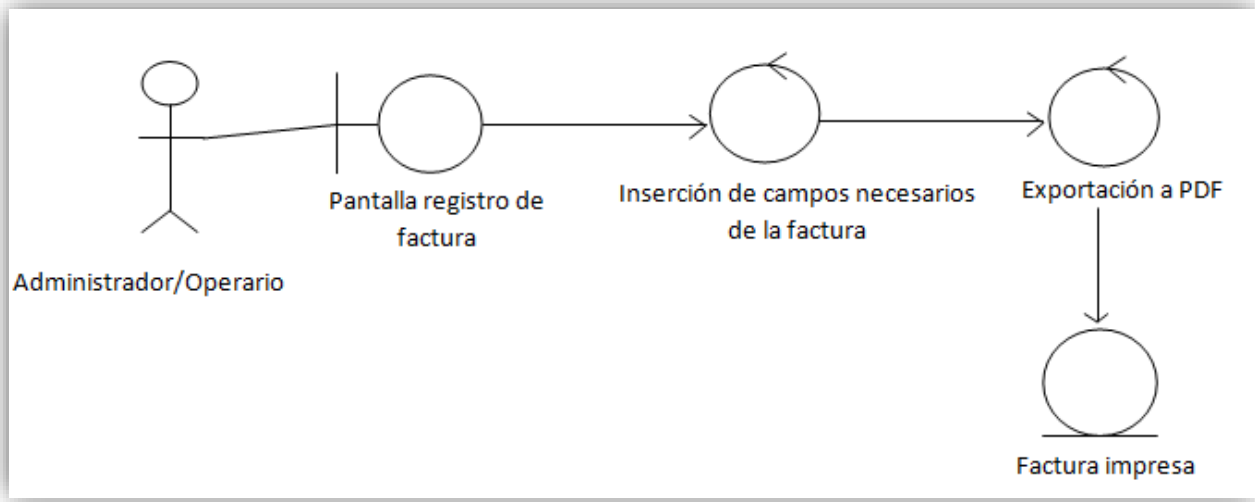 Administrador/Operario
Pantalla registro de
factura
Inserción de campos necesarios
de la factura
Exportación a PDF
Factura impresa